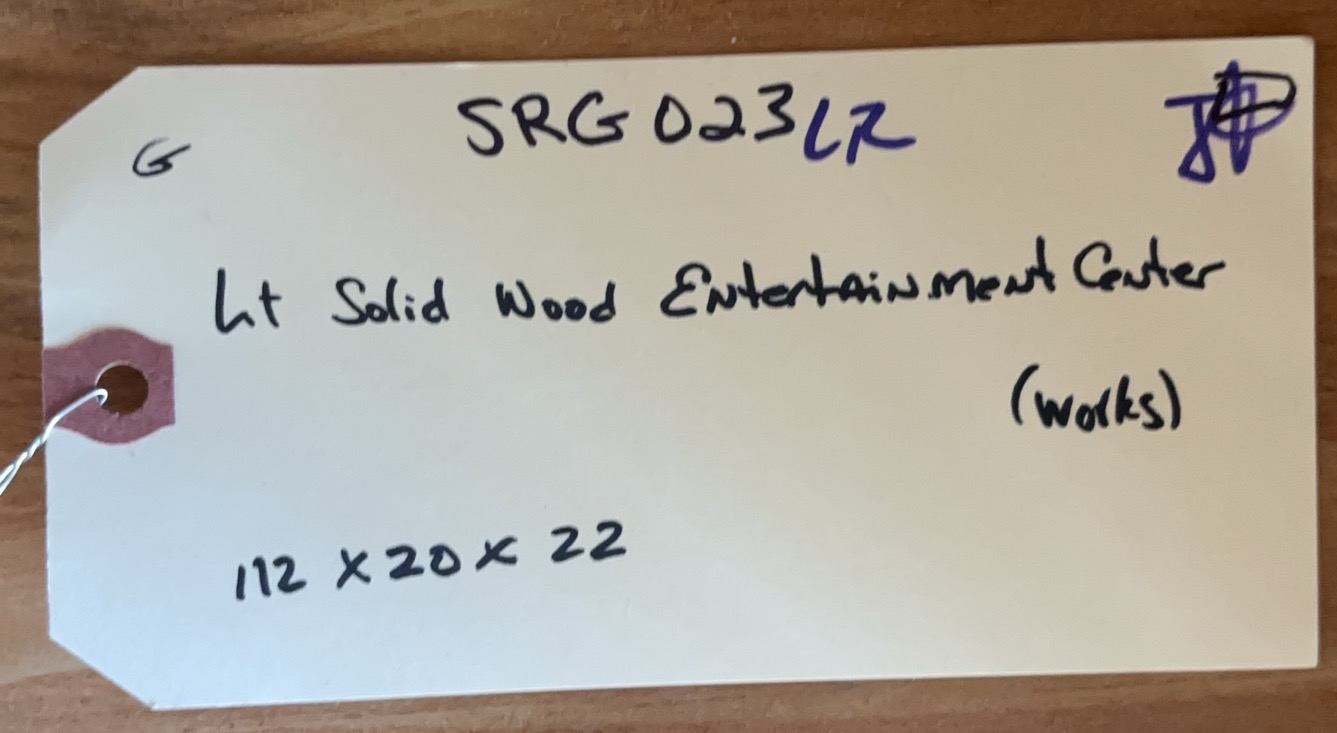 SRG023LR
G
Lt Solid Wood Entertainment Center
(works)
112 x 20 x 22